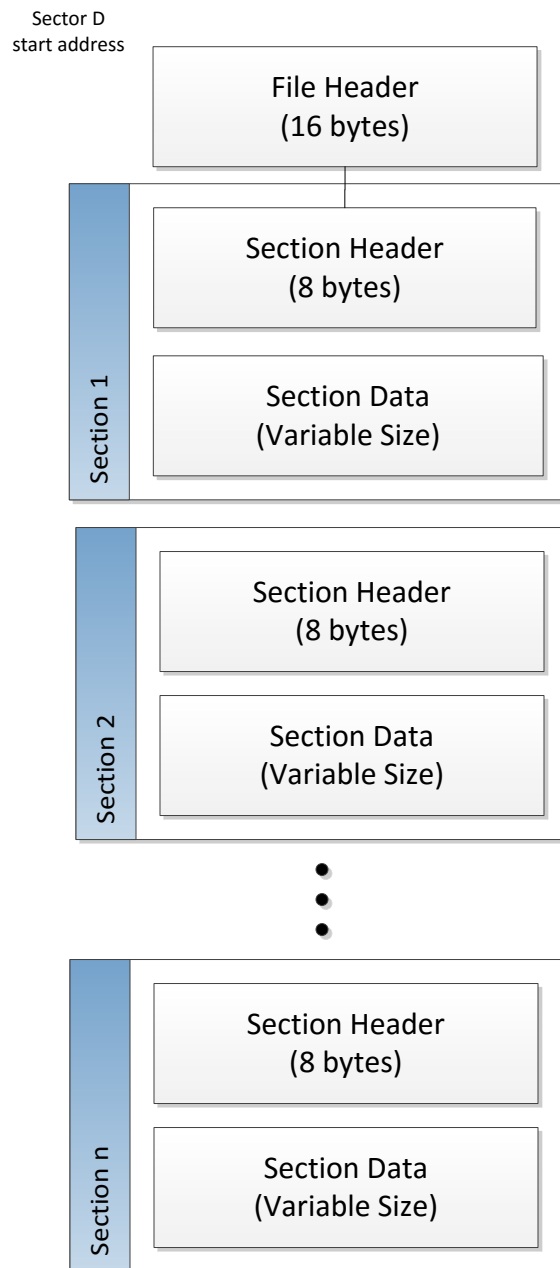 Sector D
start address
File Header
(16 bytes)
Section 1
Section Header
(8 bytes)
Section Data
(Variable Size)
Section 2
Section Header
(8 bytes)
Section Data
(Variable Size)
Section n
Section Header
(8 bytes)
Section Data
(Variable Size)